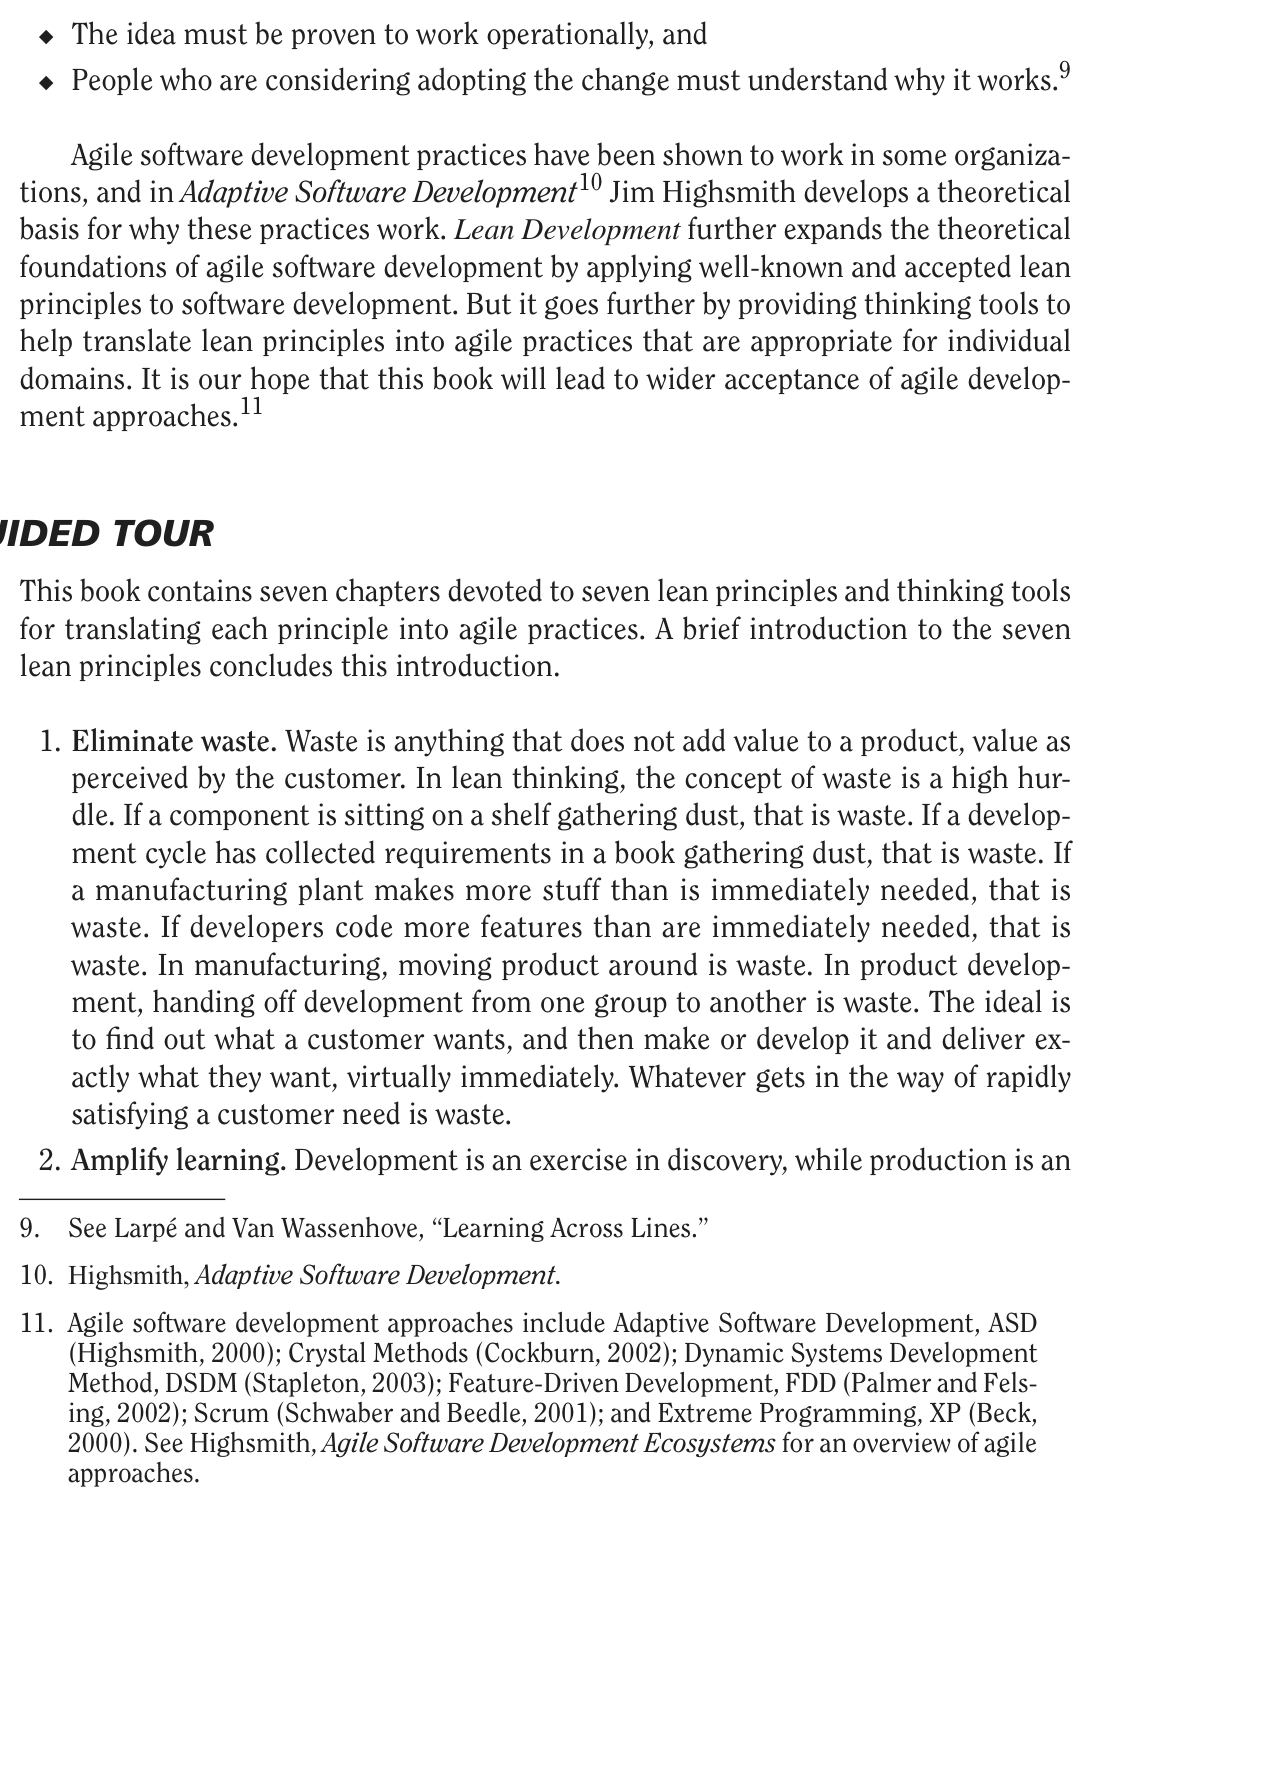 ◆ The idea must be proven to work operationally, and
◆ People who are considering adopting the change must understand why it works.9
Agile software development practices have been shown to work in some organiza-
tions, and in Adaptive Software Development10 Jim Highsmith develops a theoretical
basis for why these practices work. Lean Development further expands the theoretical
foundations of agile software development by applying well-known and accepted lean
principles to software development. But it goes further by providing thinking tools to
help translate lean principles into agile practices that are appropriate for individual
domains. It is our hope that this book will lead to wider acceptance of agile develop-
ment approaches.11
UIDED TOUR
This book contains seven chapters devoted to seven lean principles and thinking tools
for translating each principle into agile practices. A brief introduction to the seven
lean principles concludes this introduction.
1. Eliminate waste. Waste is anything that does not add value to a product, value as
perceived by the customer. In lean thinking, the concept of waste is a high hur-
dle. If a component is sitting on a shelf gathering dust, that is waste. If a develop-
ment cycle has collected requirements in a book gathering dust, that is waste. If
a manufacturing plant makes more stuff than is immediately needed, that is
waste. If developers code more features than are immediately needed, that is
waste. In manufacturing, moving product around is waste. In product develop-
ment, handing off development from one group to another is waste. The ideal is
to find out what a customer wants, and then make or develop it and deliver ex-
actly what they want, virtually immediately. Whatever gets in the way of rapidly
satisfying a customer need is waste.
2. Amplify learning. Development is an exercise in discovery, while production is an
9. See Larpé and Van Wassenhove, “Learning Across Lines.”
10. Highsmith, Adaptive Software Development.
11. Agile software development approaches include Adaptive Software Development, ASD
(Highsmith, 2000); Crystal Methods (Cockburn, 2002); Dynamic Systems Development
Method, DSDM (Stapleton, 2003); Feature-Driven Development, FDD (Palmer and Fels-
ing, 2002); Scrum (Schwaber and Beedle, 2001); and Extreme Programming, XP (Beck,
2000). See Highsmith, Agile Software Development Ecosystems for an overview of agile
approaches.